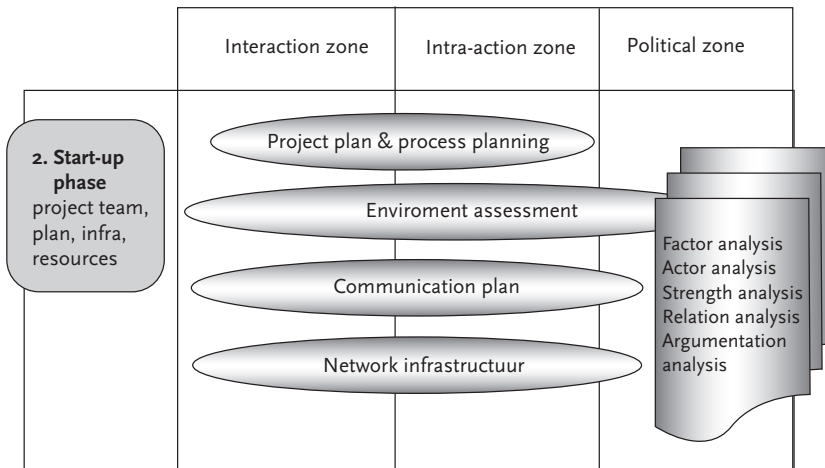 Interaction zone
Intra-action zone
Political zone
2. Start-up
phase
project team,
plan, infra,
resources
Project plan & process planning
Enviroment assessment
Communication plan
Network infrastructuur
Factor analysis
Actor analysis
Strength analysis
Relation analysis
Argumentation
analysis